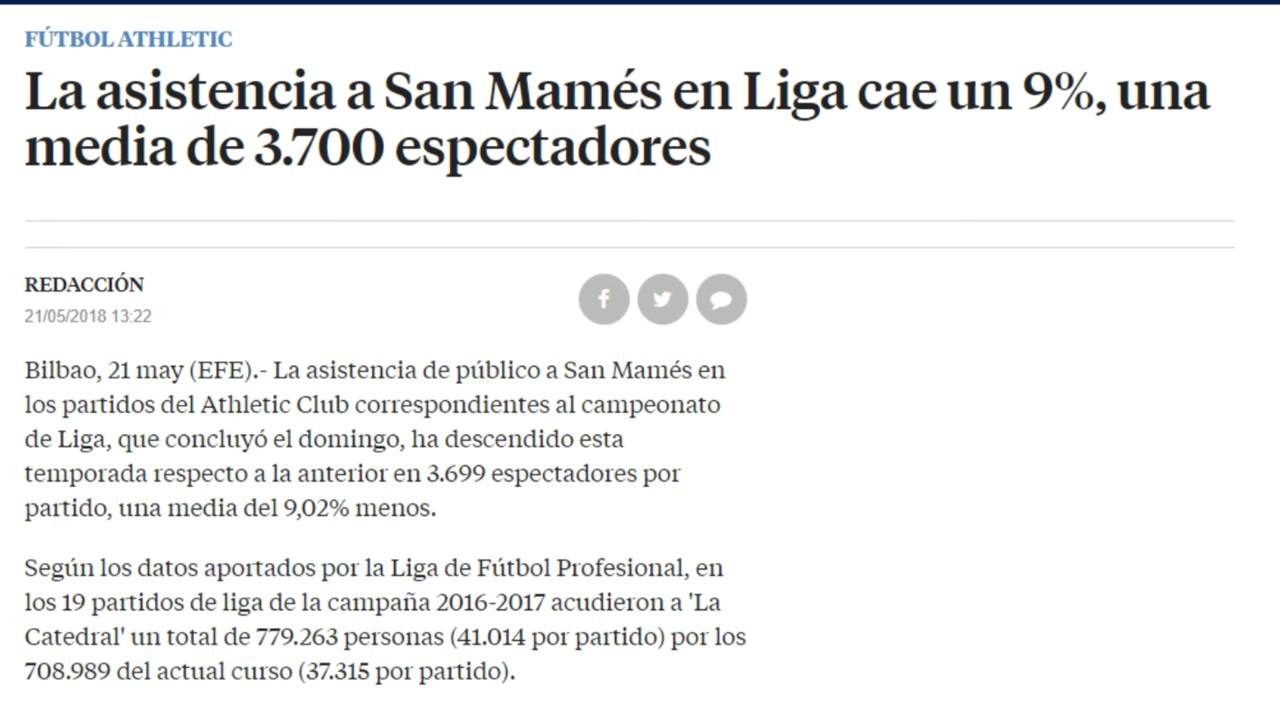 FÚTBOL ATHLETIC
La asistencia a San Mamés en Liga cae un 9%, una
media de 3.700 espectadores
REDACCIÓN
21/05/2018 13:22
Bilbao, 21 may (EFE).- La asistencia de público a San Mamés en
los partidos del Athletic Club correspondientes al campeonato
de Liga, que concluyó el domingo, ha descendido esta
temporada respecto a la anterior en 3.699 espectadores por
partido, una media del 9,02% menos.
Según los datos aportados por la Liga de Fútbol Profesional, en
los 19 partidos de liga de la campaña 2016-2017 acudieron a 'La
Catedral' un total de 779.263 personas (41.014 por partido) por los
708.989 del actual curso (37.315 por partido).